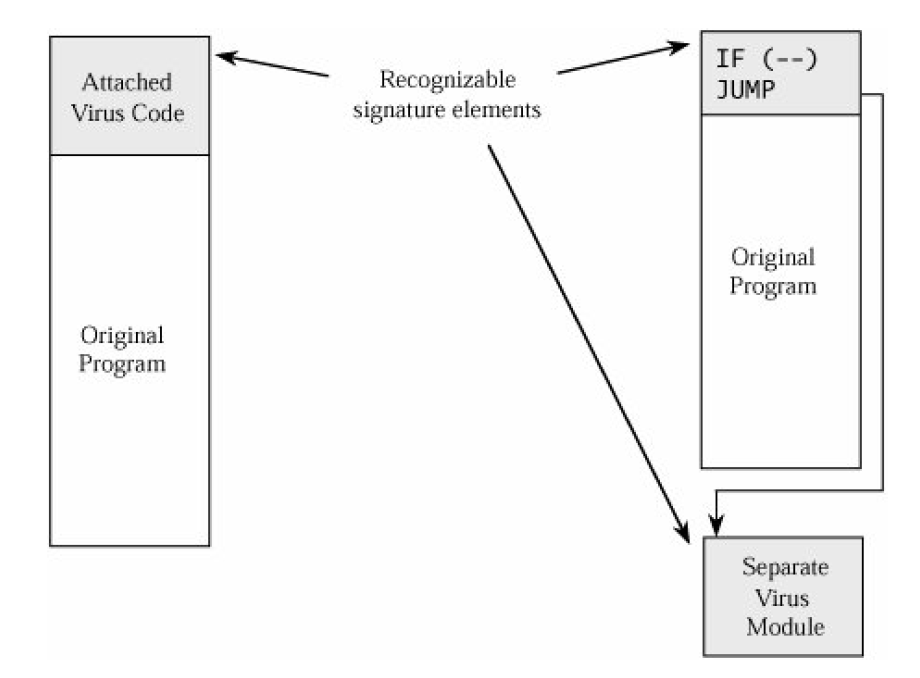 Attached
Virus Code
Original
Program
Recognizable
signature elements
IF (--)
JUMP
Original
Program
Separate
Virus
Module